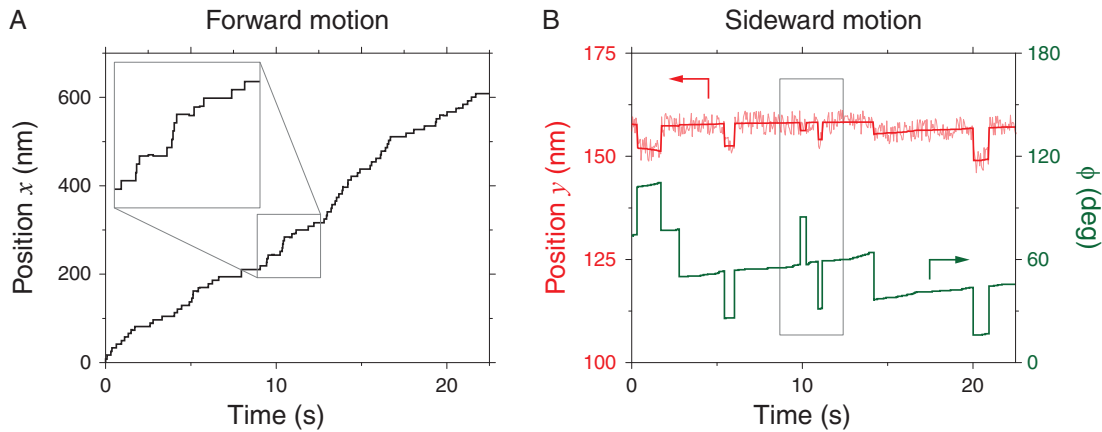 A
Forward motion
Position x (nm)
600
400
200
0
0
10
20
Time (s)
B
Sideward motion
Position y (nm)
175
150
125
100
180
120
60
0
ϕ (deg)
0
10
20
Time (s)